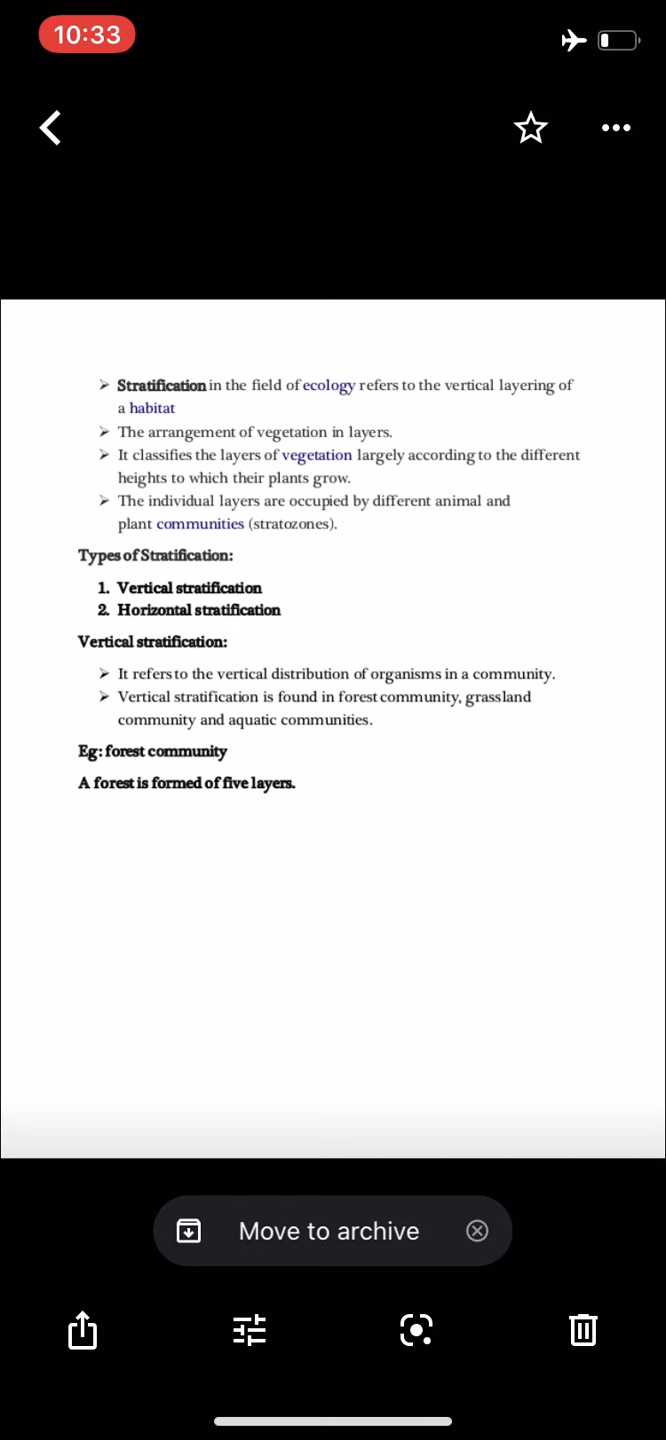 10:33
➢ Stratification in the field of ecology refers to the vertical layering of
a habitat
➢ The arrangement of vegetation in layers.
➢ It classifies the layers of vegetation largely according to the different
heights to which their plants grow.
➢ The individual layers are occupied by different animal and
plant communities (stratozones).
Types of Stratification:
1. Vertical stratification
2. Horizontal stratification
Vertical stratification:
➢ It refers to the vertical distribution of organisms in a community.
➢ Vertical stratification is found in forest community, grassland
community and aquatic communities.
Eg: forest community
A forest is formed of five layers.
Move to archive